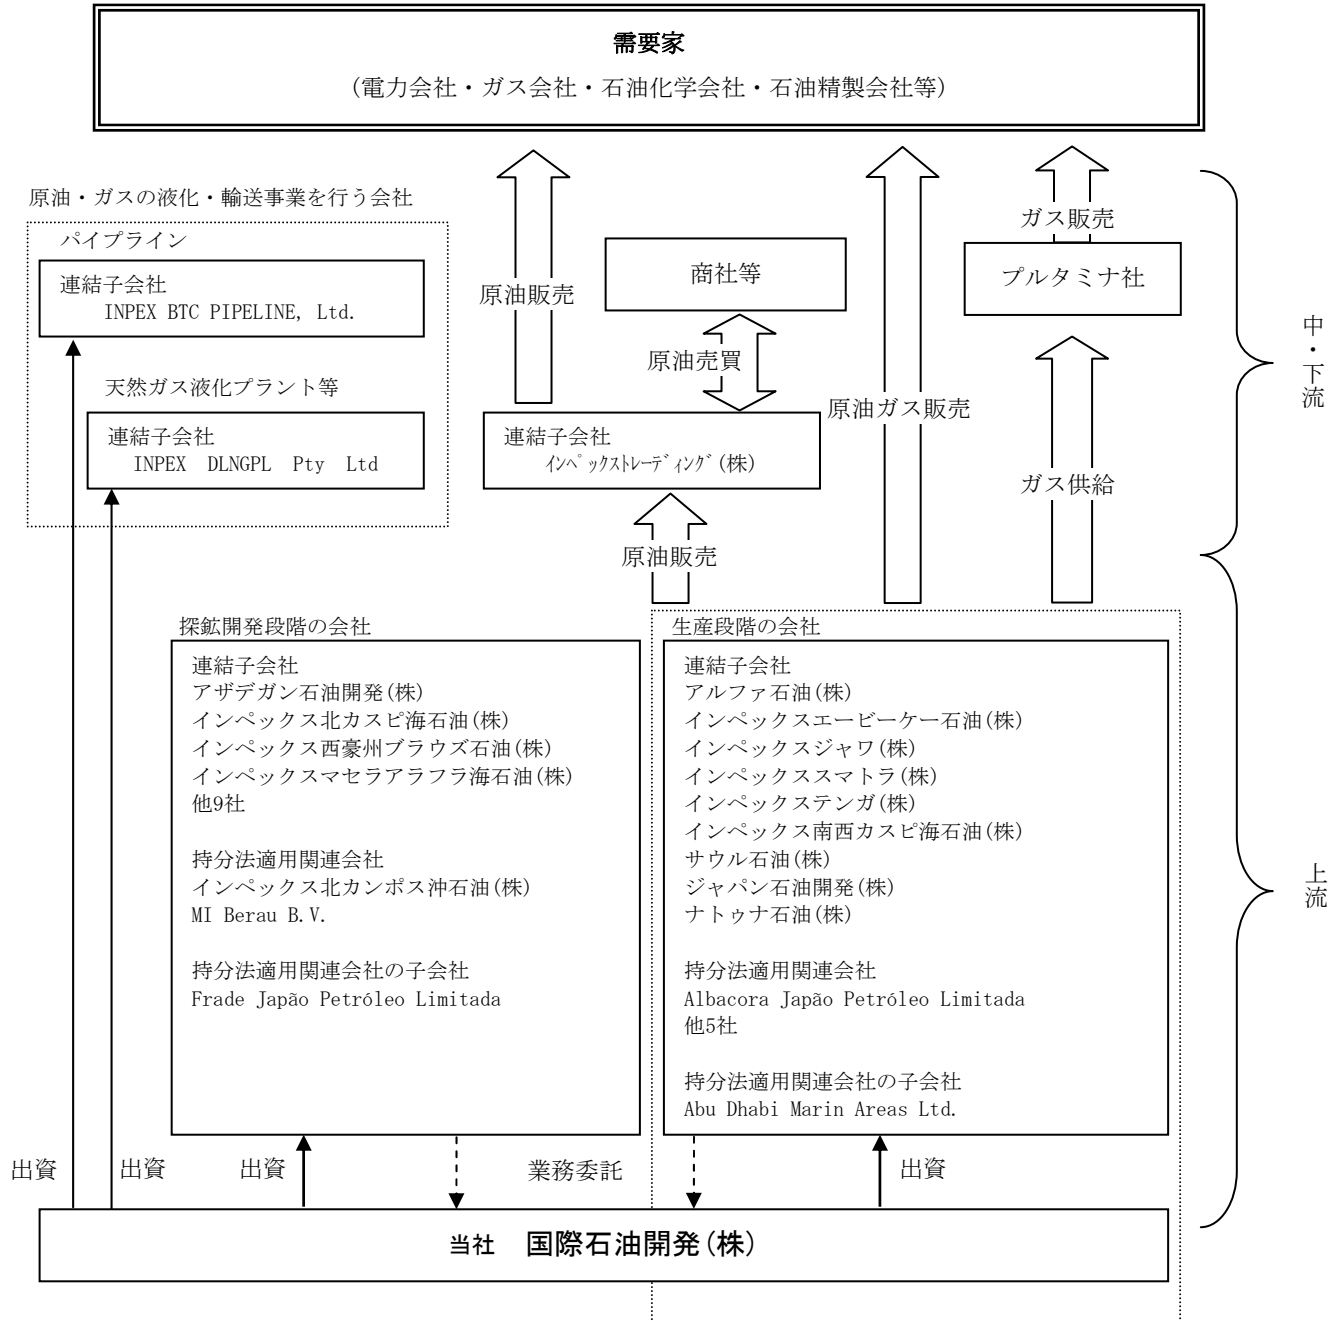 需要家
(電力会社・ガス会社・石油化学会社・石油精製会社等)
原油・ガスの液化・輸送事業を行う会社
パイプライン
連結子会社
INPEX BTC PIPELINE, Ltd.
天然ガス液化プラント等
連結子会社
INPEX DLNGPL Pty Ltd
原油販売
商社等
原油売買
連結子会社
インペックストレーディング(株)
原油販売
原油ガス販売
ガス販売
プルタミナ社
ガス供給
中・下流
探鉱開発段階の会社
連結子会社
アザデガン石油開発(株)
インペックス北カスピ海石油(株)
インペックス西豪州ブラウズ石油(株)
インペックスマセラアラフラ海石油(株)
他9社
持分法適用関連会社
インペックス北カンポス沖石油(株)
MI Berau B.V.
持分法適用関連会社の子会社
Frade Japão Petróleo Limitada
生産段階の会社
連結子会社
アルファ石油(株)
インペックスエービーケー石油(株)
インペックスジャワ(株)
インペックススマトラ(株)
インペックステンガ(株)
インペックス南西カスピ海石油(株)
サウル石油(株)
ジャパン石油開発(株)
ナトゥナ石油(株)
持分法適用関連会社
Albacora Japão Petróleo Limitada
他5社
持分法適用関連会社の子会社
Abu Dhabi Marin Areas Ltd.
上流
出資
出資
出資
業務委託
出資
当社 国際石油開発(株)